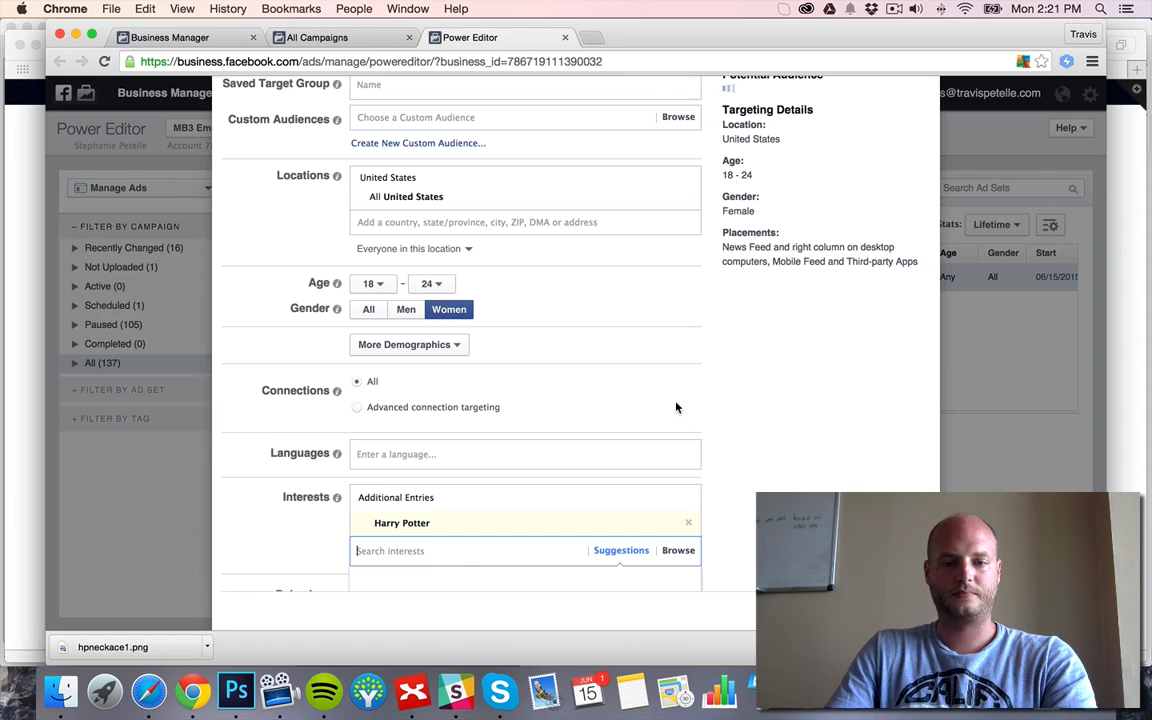 Chrome File Edit View History Bookmarks People Window Help Mon 2:21 PM
Business Manager All Campaigns Power Editor Travis
https://business.facebook.com/ads/manage/powereditor/?business_id=786719111390032
Business Manage s@travispetelle.com
Power Editor MB3 Em Help
Stephanie Petelle Account 7
Manage Ads Search Ad Sets
Stats: Lifetime
Age Gender Start
Any All 06/15/2015
FILTER BY CAMPAIGN
Recently Changed (16)
Not Uploaded (1)
Active (0)
Scheduled (1)
Paused (105)
Completed (0)
All (137)
+ FILTER BY AD SET
+ FILTER BY TAG
Saved Target Group Name
Custom Audiences Choose a Custom Audience Browse
Create New Custom Audience...
Locations United States
All United States
Add a country, state/province, city, ZIP, DMA or address
Everyone in this location
Age 18 - 24
Gender All Men Women
More Demographics
Connections All
Advanced connection targeting
Languages Enter a language...
Interests Additional Entries
Harry Potter
Search interests Suggestions Browse
Potential Audience
Targeting Details
Location:
United States
Age:
18 - 24
Gender:
Female
Placements:
News Feed and right column on desktop
computers, Mobile Feed and Third-party Apps
hpneckace1.png
JUN
15
Ps
CALIF